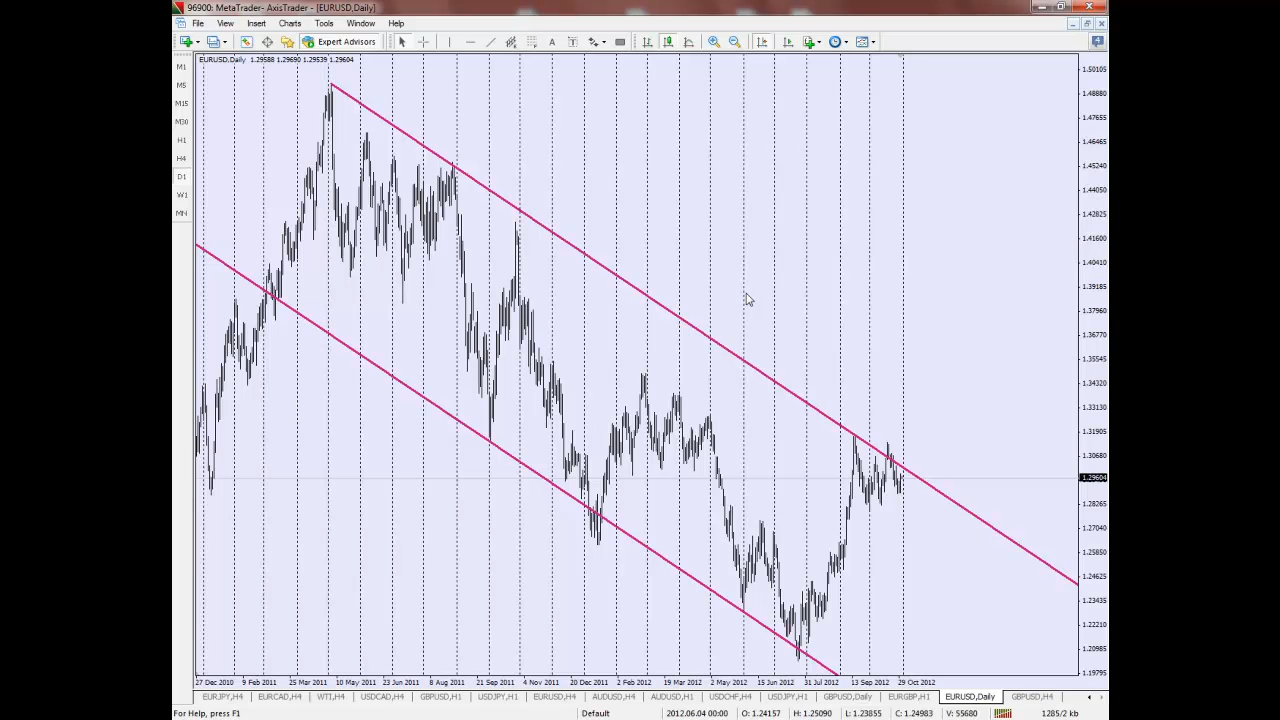 96900: MetaTrader- AxisTrader - [EURUSD,Daily]
File View Insert Charts Tools Window Help
Expert Advisors A T 4
M1
M5
M15
M30
H1
H4
D1
W1
MN
EURUSD,Daily 1.29588 1.29690 1.29539 1.29604
1.50105
1.48880
1.47655
1.46465
1.45240
1.44050
1.42825
1.41600
1.40410
1.39185
1.37960
1.36770
1.35545
1.34320
1.33130
1.31905
1.30680
1.29604
1.28265
1.27040
1.25850
1.24625
1.23435
1.22210
1.20985
1.19795
27 Dec 2010 9 Feb 2011 25 Mar 2011 10 May 2011 23 Jun 2011 8 Aug 2011 21 Sep 2011 4 Nov 2011 20 Dec 2011 2 Feb 2012 19 Mar 2012 2 May 2012 15 Jun 2012 31 Jul 2012 13 Sep 2012 29 Oct 2012
EURJPY,H4 EURCAD,H4 WTI,H4 USDCAD,H4 GBPUSD,H1 USDJPY,H1 EURUSD,H4 AUDUSD,H4 AUDUSD,H1 USDCHF,H4 USDJPY,H1 GBPUSD,Daily EURGBP,H1 EURUSD,Daily GBPUSD,H4
For Help, press F1 Default 2012.06.04 00:00 O: 1.24157 H: 1.25090 L: 1.23855 C: 1.24983 V: 55680 1285/2 kb